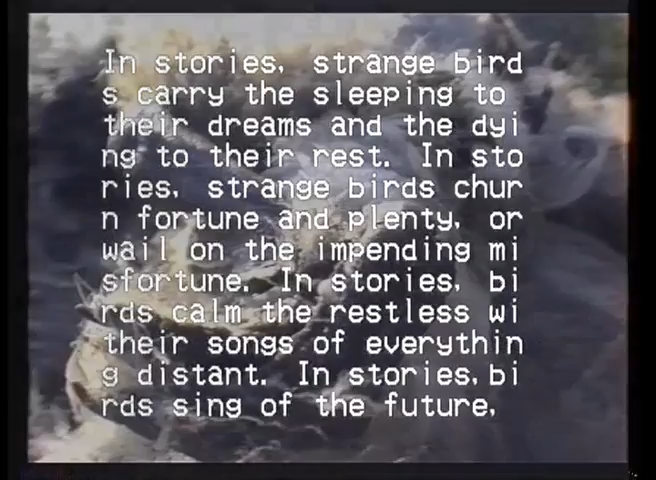 In stories, strange bird
s carry the sleeping to
their dreams and the dyi
ng to their rest. In sto
ries, strange birds chur
n fortune and plenty, or
wail on the impending mi
sfortune. In stories, bi
rds calm the restless wi
their songs of everythin
g distant. In stories, bi
rds sing of the future,